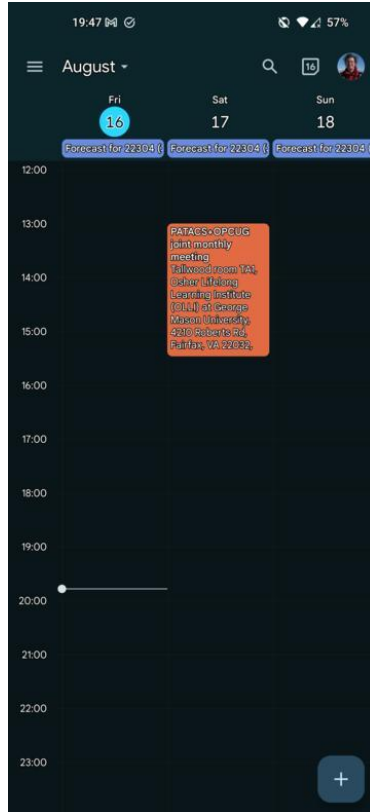 19:47
57%
August
16
Fri
Sat
Sun
16
17
18
Forecast for 22304 (
Forecast for 22304 (
Forecast for 22304 (
12:00
13:00
PATACS+OPCUG
joint monthly
meeting
Tallwood room TA1,
Osher Lifelong
Learning Institute
(OLLI) at George
Mason University,
4210 Roberts Rd,
Fairfax, VA 22032,
14:00
15:00
16:00
17:00
18:00
19:00
20:00
21:00
22:00
23:00